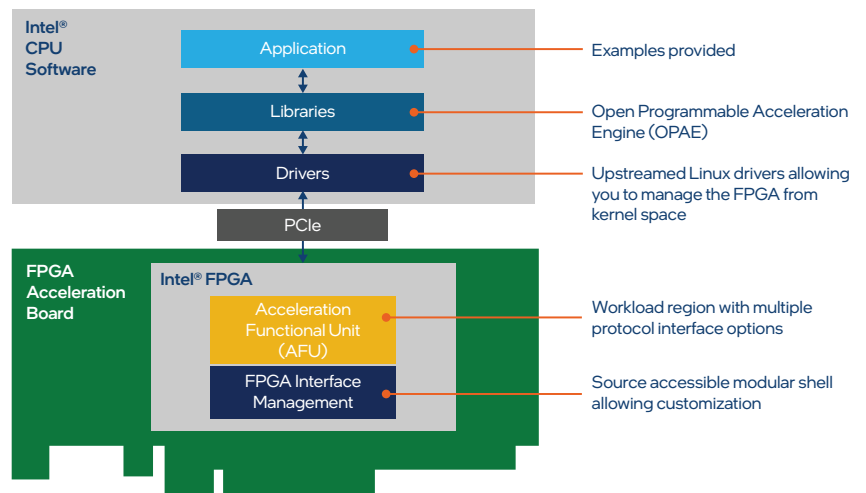 Intel®
CPU
Software
Application
Examples provided
Libraries
Open Programmable Acceleration
Engine (OPAE)
Drivers
Upstreamed Linux drivers allowing
you to manage the FPGA from
kernel space
PCIe
FPGA
Acceleration
Board
Intel® FPGA
Acceleration
Functional Unit
(AFU)
Workload region with multiple
protocol interface options
FPGA Interface
Management
Source accessible modular shell
allowing customization